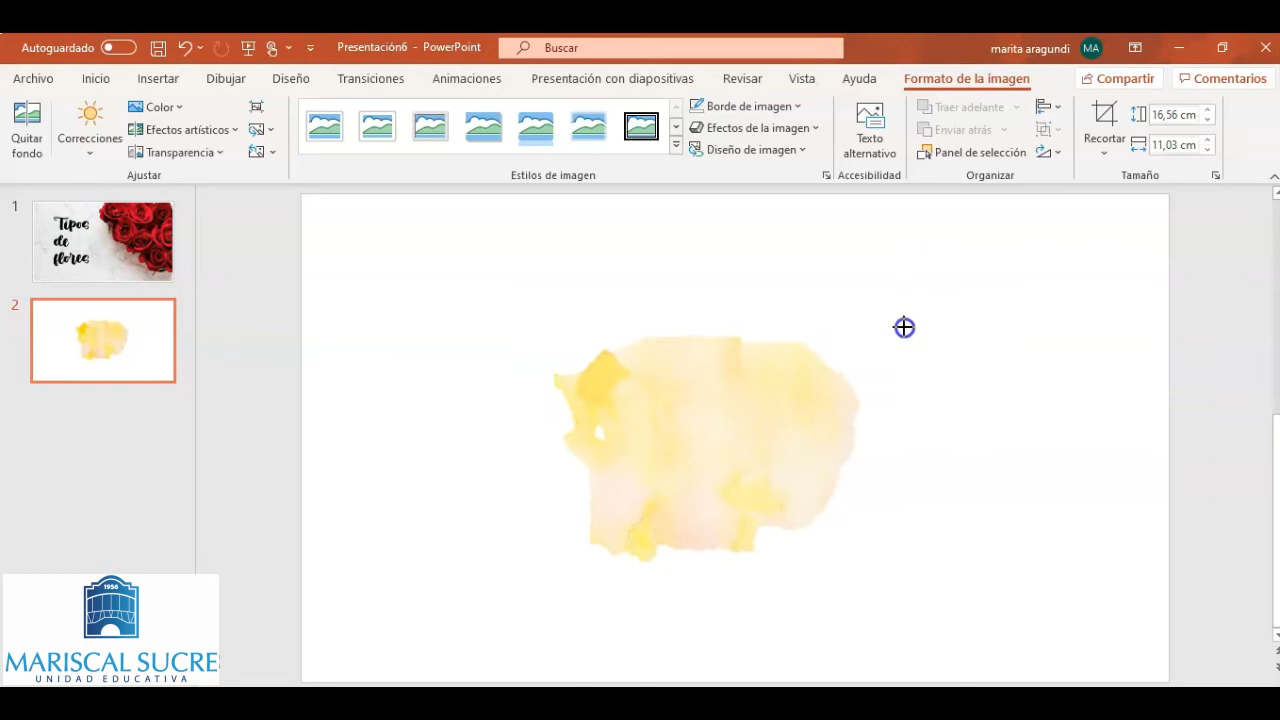 Autoguardado
Presentación6 - PowerPoint
Buscar
marita aragundi
MA
Archivo
Inicio
Insertar
Dibujar
Diseño
Transiciones
Animaciones
Presentación con diapositivas
Revisar
Vista
Ayuda
Formato de la imagen
Compartir
Comentarios
Quitar
fondo
Correcciones
Color
Efectos artísticos
Transparencia
Ajustar
Estilos de imagen
Borde de imagen
Efectos de la imagen
Diseño de imagen
Texto
alternativo
Accesibilidad
Traer adelante
Enviar atrás
Panel de selección
Organizar
Recortar
16,56 cm
11,03 cm
Tamaño
1
Tipos
de
flores
2
1956
MARISCAL SUCRE
UNIDAD EDUCATIVA